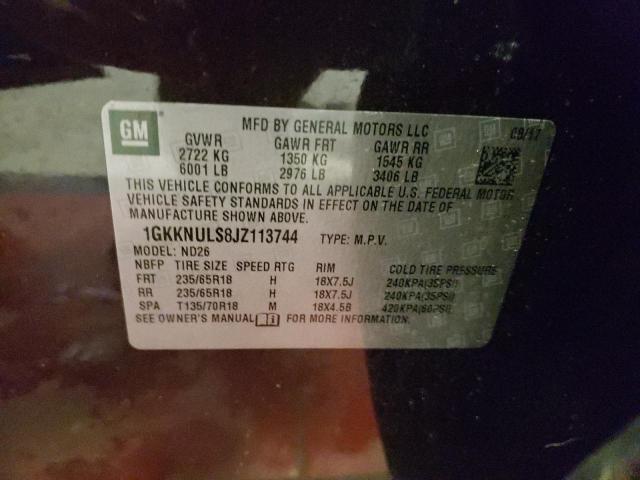 GM
MFD BY GENERAL MOTORS LLC 09/17
GVWR GAWR FRT GAWR RR
2722 KG 1350 KG 1545 KG
6001 LB 2976 LB 3406 LB
THIS VEHICLE CONFORMS TO ALL APPLICABLE U.S. FEDERAL MOTOR
VEHICLE SAFETY STANDARDS IN EFFECT ON THE DATE OF
MANUFACTURE SHOWN ABOVE.
1GKKNULS8JZ113744 TYPE: M.P.V.
MODEL: ND26
NBFP TIRE SIZE SPEED RTG RIM COLD TIRE PRESSURE
FRT 235/65R18 H 18X7.5J 240KPA(35PSI)
RR 235/65R18 H 18X7.5J 240KPA(35PSI)
SPA T135/70R18 M 18X4.5B 420KPA(60PSI)
SEE OWNER'S MANUAL FOR MORE INFORMATION.